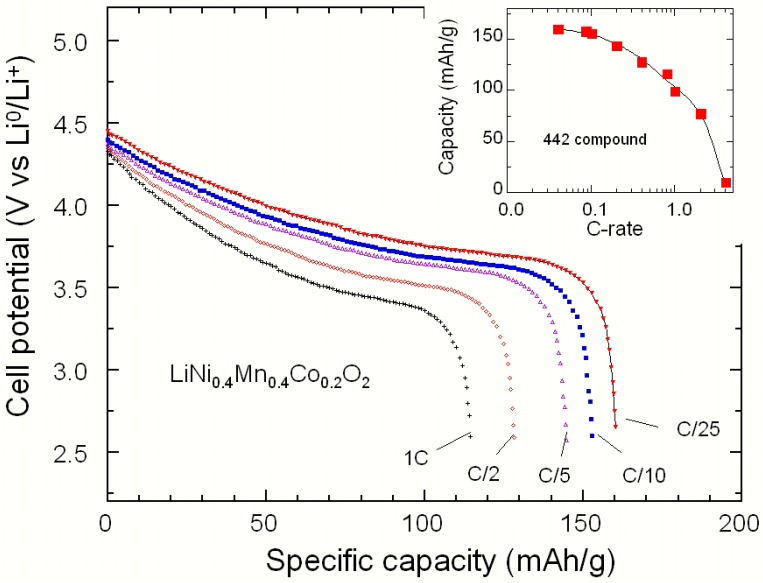 5.0
4.5
4.0
3.5
3.0
2.5
Cell potential (V vs Li⁰/Li⁺)
0
50
100
150
200
Specific capacity (mAh/g)
LiNi₀.₄Mn₀.₄Co₀.₂O₂
1C
C/2
C/5
C/10
C/25
150
100
50
0
Capacity (mAh/g)
442 compound
0.0
0.1
1.0
C-rate